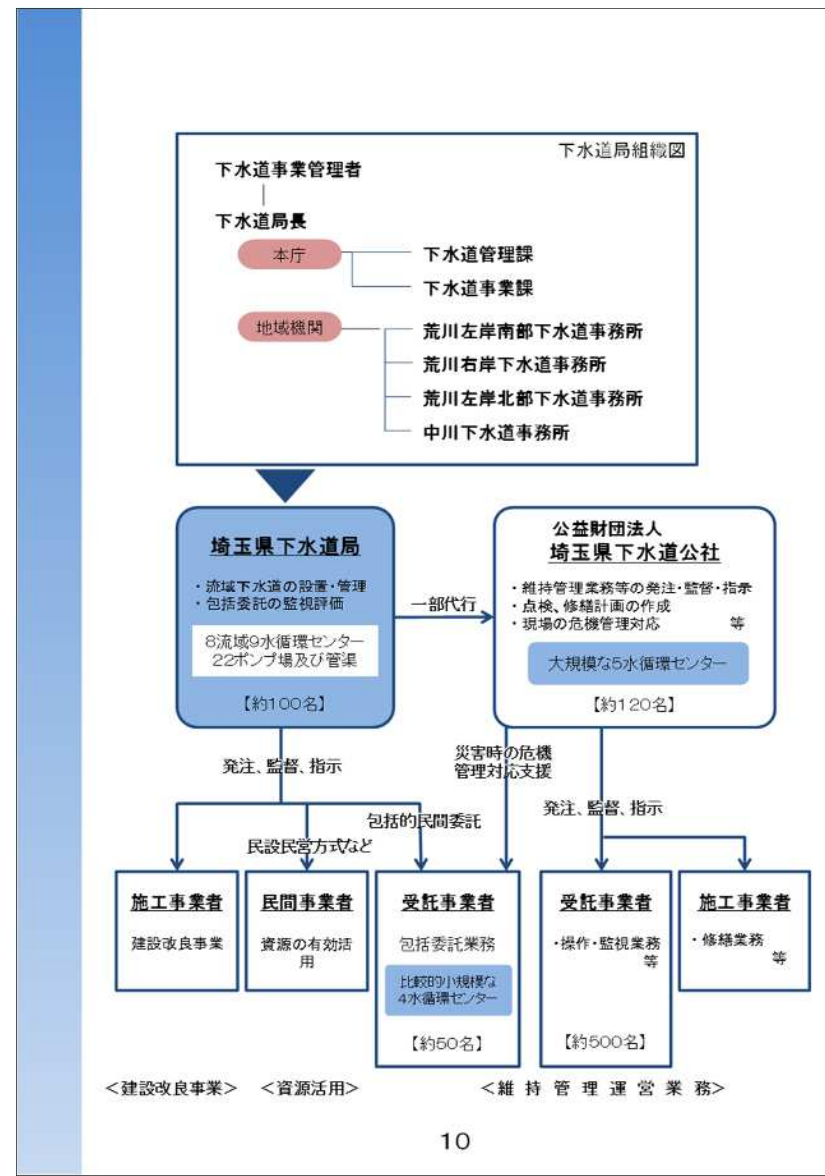 下水道局組織図
下水道事業管理者
下水道局長
本庁
下水道管理課
下水道事業課
地域機関
荒川左岸南部下水道事務所
荒川右岸下水道事務所
荒川左岸北部下水道事務所
中川下水道事務所
埼玉県下水道局
・流域下水道の設置・管理
・包括委託の監視評価
8流域9水循環センター
22ポンプ場及び管渠
【約100名】
一部代行
公益財団法人
埼玉県下水道公社
・維持管理業務等の発注・監督・指示
・点検、修繕計画の作成
・現場の危機管理対応 等
大規模な5水循環センター
【約120名】
発注、監督、指示
災害時の危機
管理対応支援
発注、監督、指示
包括的民間委託
民設民営方式など
施工事業者
建設改良事業
民間事業者
資源の有効活
用
受託事業者
包括委託業務
比較的小規模な
4水循環センター
【約50名】
受託事業者
・操作・監視業務
等
【約500名】
施工事業者
・修繕業務
等
<建設改良事業>
<資源活用>
<維 持 管 理 運 営 業 務>
10